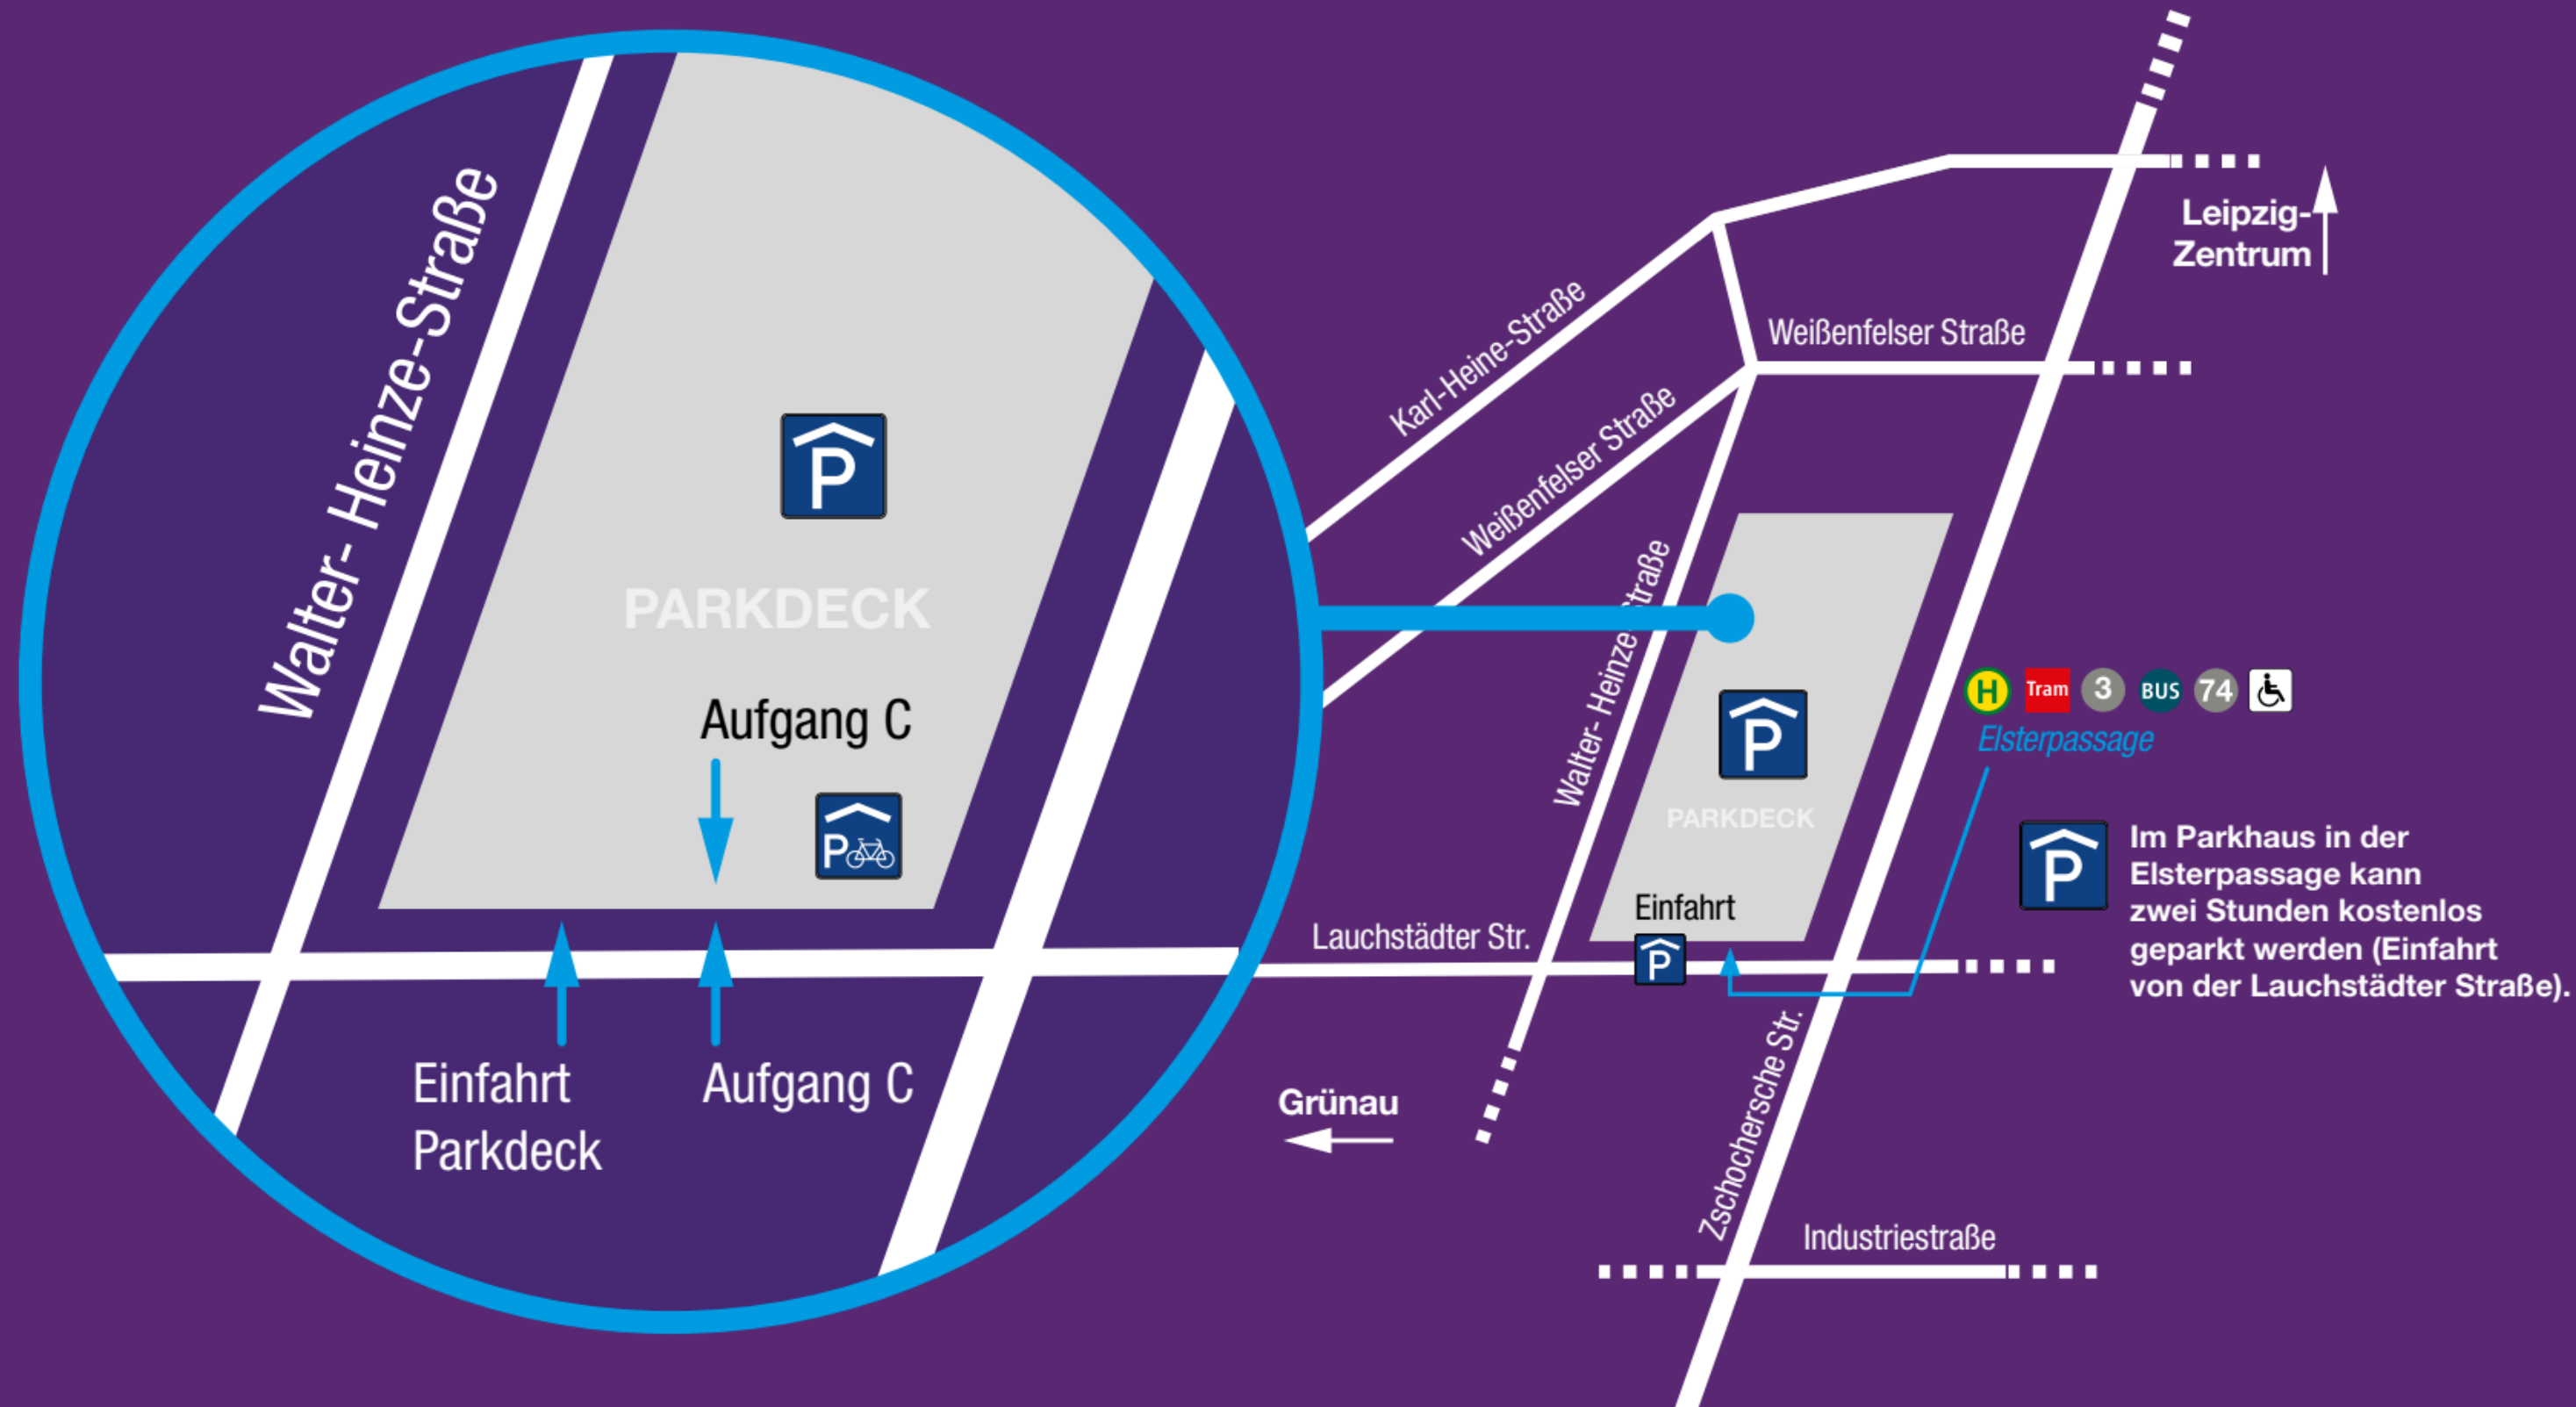 Walter- Heinze-Straße
P
PARKDECK
Aufgang C
P
Einfahrt
Parkdeck
Aufgang C
Leipzig-
Zentrum
Karl-Heine-Straße
Weißenfelser Straße
Weißenfelser Straße
Walter- Heinze-Straße
P
PARKDECK
Einfahrt
P
Lauchstädter Str.
H Tram 3 BUS 74
Elsterpassage
P
Im Parkhaus in der
Elsterpassage kann
zwei Stunden kostenlos
geparkt werden (Einfahrt
von der Lauchstädter Straße).
Grünau
Zschochersche Str.
Industriestraße